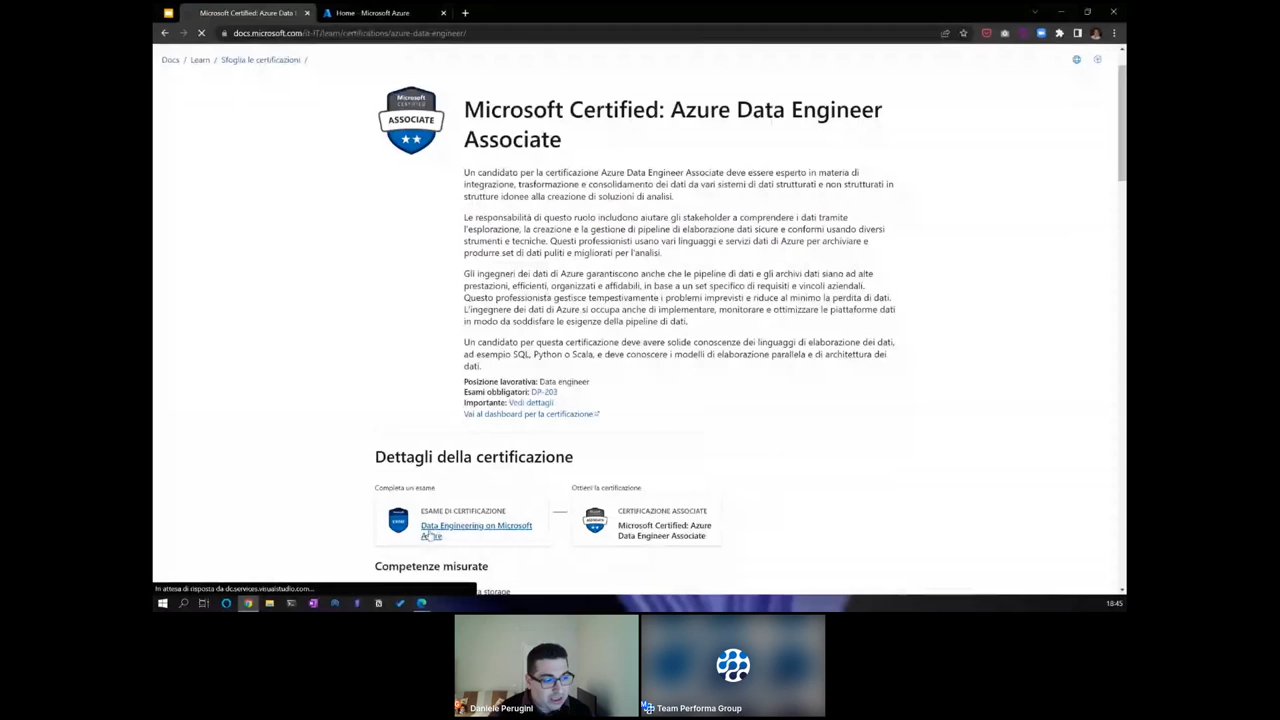 Microsoft Certified: Azure Data
Home - Microsoft Azure
docs.microsoft.com/it-IT/learn/certifications/azure-data-engineer/
Docs / Learn / Sfoglia le certificazioni /
Microsoft
CERTIFIED
ASSOCIATE
Microsoft Certified: Azure Data Engineer
Associate
Un candidato per la certificazione Azure Data Engineer Associate deve essere esperto in materia di
integrazione, trasformazione e consolidamento dei dati da vari sistemi di dati strutturati e non strutturati in
strutture idonee alla creazione di soluzioni di analisi.
Le responsabilità di questo ruolo includono aiutare gli stakeholder a comprendere i dati tramite
l'esplorazione, la creazione e la gestione di pipeline di elaborazione dati sicure e conformi usando diversi
strumenti e tecniche. Questi professionisti usano vari linguaggi e servizi dati di Azure per archiviare e
produrre set di dati puliti e migliorati per l'analisi.
Gli ingegneri dei dati di Azure garantiscono anche che le pipeline di dati e gli archivi dati siano ad alte
prestazioni, efficienti, organizzati e affidabili, in base a un set specifico di requisiti e vincoli aziendali.
Questo professionista gestisce tempestivamente i problemi imprevisti e riduce al minimo la perdita di dati.
L'ingegnere dei dati di Azure si occupa anche di implementare, monitorare e ottimizzare le piattaforme dati
in modo da soddisfare le esigenze della pipeline di dati.
Un candidato per questa certificazione deve avere solide conoscenze dei linguaggi di elaborazione dei dati,
ad esempio SQL, Python o Scala, e deve conoscere i modelli di elaborazione parallela e di architettura dei
dati.
Posizione lavorativa: Data engineer
Esami obbligatori: DP-203
Importante: Vedi dettagli
Vai al dashboard per la certificazione
Dettagli della certificazione
Completa un esame
Ottieni la certificazione
ESAME DI CERTIFICAZIONE
Data Engineering on Microsoft
Azure
CERTIFICAZIONE ASSOCIATE
Microsoft Certified: Azure
Data Engineer Associate
Competenze misurate
storage
In attesa di risposta da dc.services.visualstudio.com...
18:45
Daniele Perugini
Team Performa Group